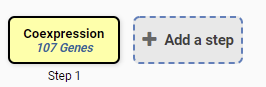 Coexpression
107 Genes
Add a step
Step 1